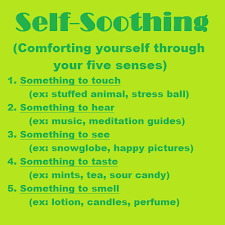 Self-Soothing
(Comforting yourself through
your five senses)
1. Something to touch
(ex: stuffed animal, stress ball)
2. Something to hear
(ex: music, meditation guides)
3. Something to see
(ex: snowglobe, happy pictures)
4. Something to taste
(ex: mints, tea, sour candy)
5. Something to smell
(ex: lotion, candles, perfume)